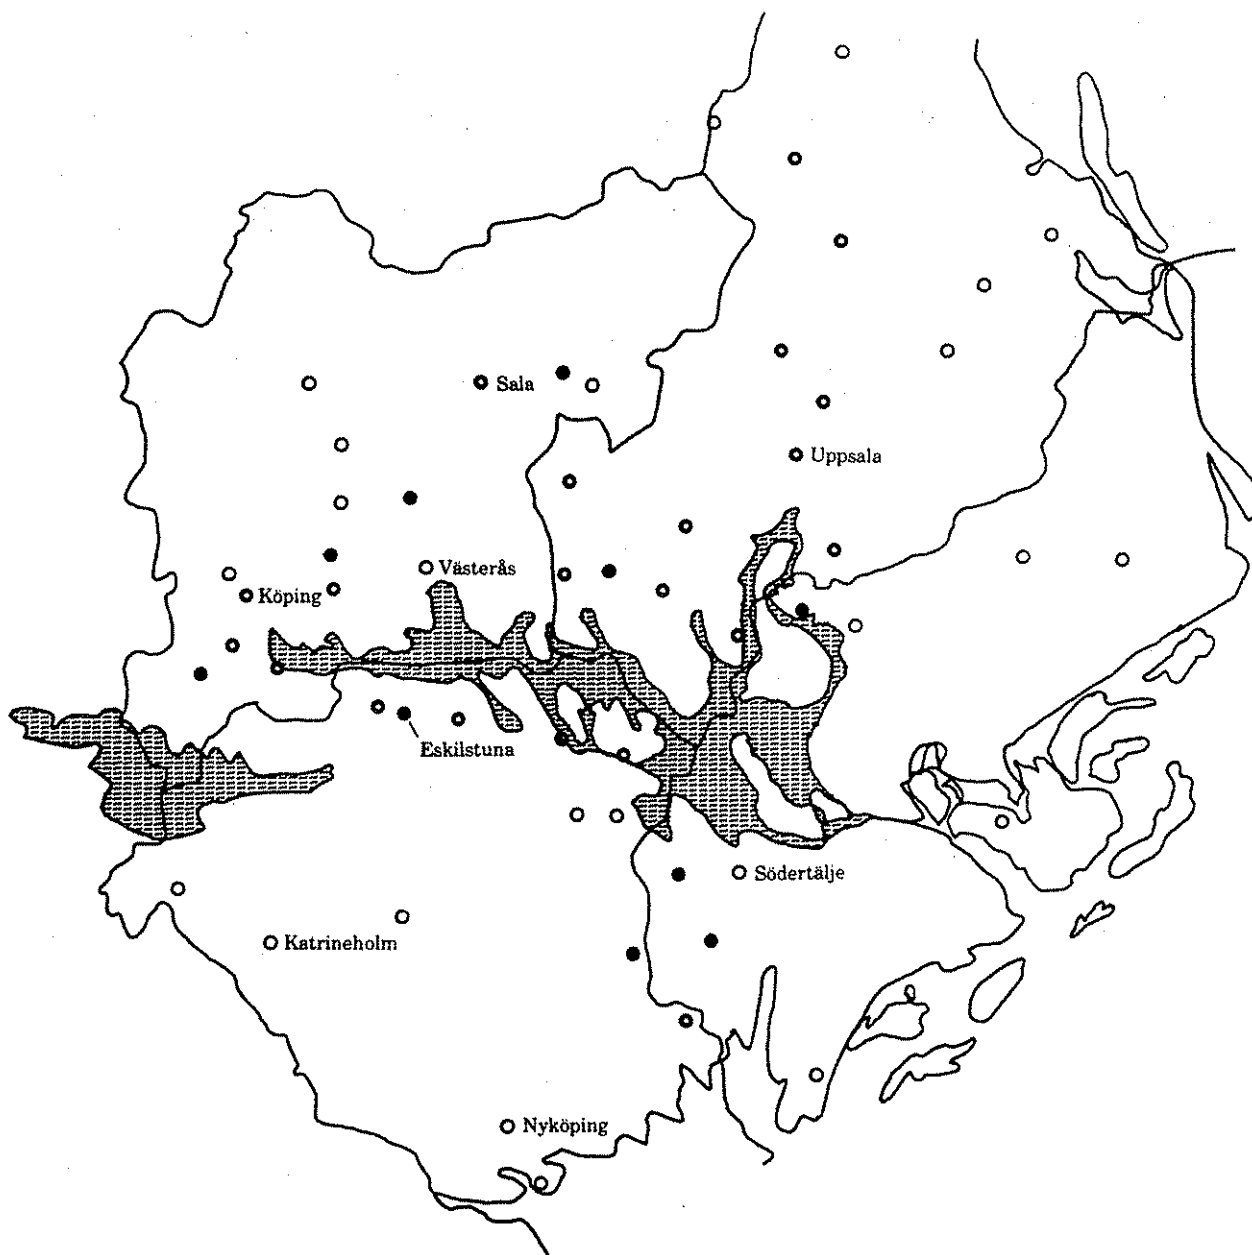 Sala
Uppsala
Västerås
Köping
Eskilstuna
Södertälje
Katrineholm
Nyköping